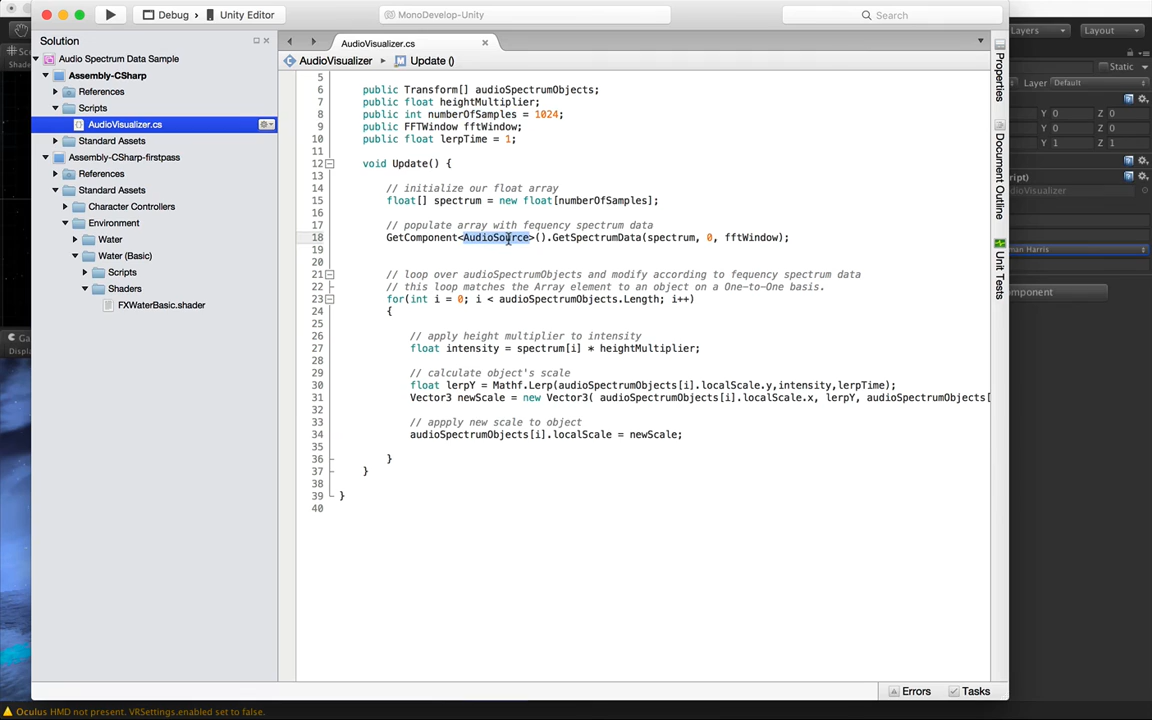 Debug
Unity Editor
MonoDevelop-Unity
Search
Layers
Layout
Solution
AudioVisualizer.cs
Audio Spectrum Data Sample
AudioVisualizer
Update ()
Assembly-CSharp
References
Scripts
AudioVisualizer.cs
Standard Assets
Assembly-CSharp-firstpass
References
Standard Assets
Character Controllers
Environment
Water
Water (Basic)
Scripts
Shaders
FXWaterBasic.shader
5
6 public Transform[] audioSpectrumObjects;
7 public float heightMultiplier;
8 public int numberOfSamples = 1024;
9 public FFTWindow fftWindow;
10 public float lerpTime = 1;
11
12 void Update() {
13
14 // initialize our float array
15 float[] spectrum = new float[numberOfSamples];
16
17 // populate array with fequency spectrum data
18 GetComponent<AudioSource>().GetSpectrumData(spectrum, 0, fftWindow);
19
20
21 // loop over audioSpectrumObjects and modify according to fequency spectrum data
22 // this loop matches the Array element to an object on a One-to-One basis.
23 for(int i = 0; i < audioSpectrumObjects.Length; i++)
24 {
25
26 // apply height multiplier to intensity
27 float intensity = spectrum[i] * heightMultiplier;
28
29 // calculate object's scale
30 float lerpY = Mathf.Lerp(audioSpectrumObjects[i].localScale.y,intensity,lerpTime);
31 Vector3 newScale = new Vector3( audioSpectrumObjects[i].localScale.x, lerpY, audioSpectrumObjects[
32
33 // appply new scale to object
34 audioSpectrumObjects[i].localScale = newScale;
35
36 }
37 }
38
39 }
40
Properties
Document Outline
Unit Tests
Static
Layer Default
Y 0 Z 0
Y 0 Z 0
Y 1 Z 1
Errors
Tasks
Oculus HMD not present. VRSettings.enabled set to false.